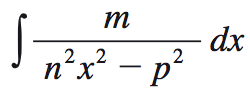 ∫ m / (n²x² − p²) dx